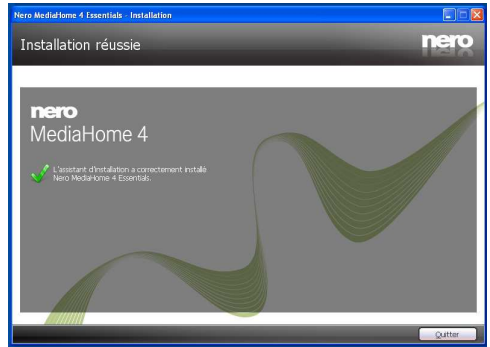 Nero MediaHome 4 Essentials - Installation
Installation réussie
nero
nero
MediaHome 4
L'assistant d'installation a correctement installé
Nero MediaHome 4 Essentials.
Quitter